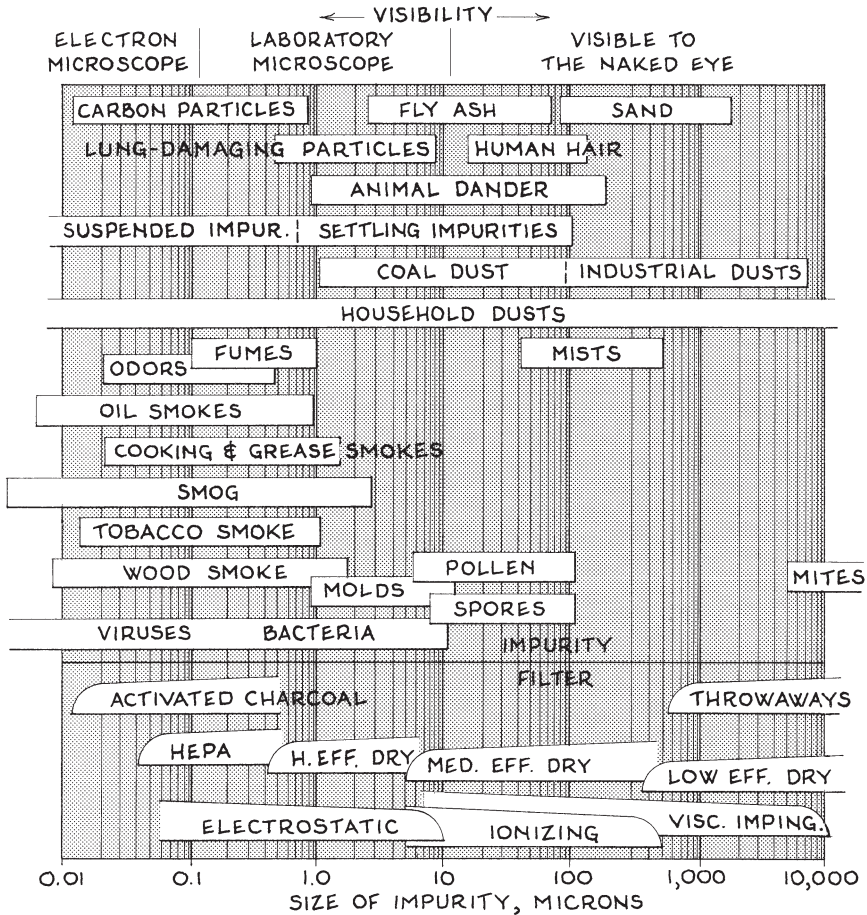 VISIBILITY
ELECTRON MICROSCOPE
LABORATORY MICROSCOPE
VISIBLE TO THE NAKED EYE
CARBON PARTICLES
FLY ASH
SAND
LUNG-DAMAGING PARTICLES
HUMAN HAIR
ANIMAL DANDER
SUSPENDED IMPUR.
SETTLING IMPURITIES
COAL DUST
INDUSTRIAL DUSTS
HOUSEHOLD DUSTS
FUMES
MISTS
ODORS
OIL SMOKES
COOKING & GREASE SMOKES
SMOG
TOBACCO SMOKE
WOOD SMOKE
POLLEN
MITES
MOLDS
SPORES
VIRUSES
BACTERIA
IMPURITY
FILTER
ACTIVATED CHARCOAL
THROWAWAYS
HEPA
H. EFF. DRY
MED. EFF. DRY
LOW EFF. DRY
ELECTROSTATIC
IONIZING
VISC. IMPING.
0.01 0.1 1.0 10 100 1,000 10,000
SIZE OF IMPURITY, MICRONS